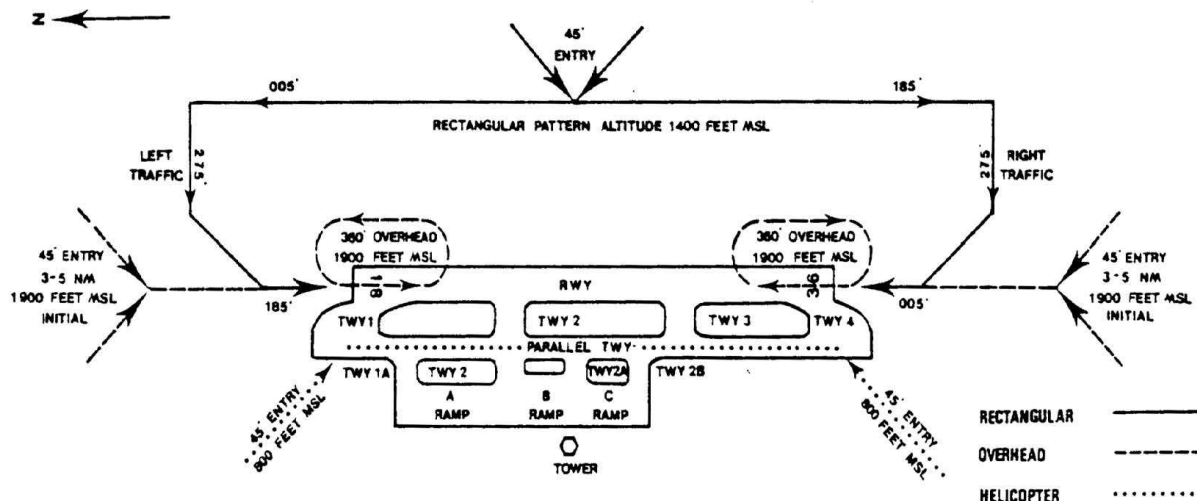 N
45° ENTRY
005°
185°
RECTANGULAR PATTERN ALTITUDE 1400 FEET MSL
LEFT
TRAFFIC
275°
275°
RIGHT
TRAFFIC
360° OVERHEAD
1900 FEET MSL
360° OVERHEAD
1900 FEET MSL
45° ENTRY
3-5 NM
1900 FEET MSL
INITIAL
45° ENTRY
3-5 NM
1900 FEET MSL
INITIAL
185°
18
RWY
36
005°
TWY 1
TWY 2
TWY 3
TWY 4
PARALLEL TWY
TWY 1A
TWY 2
TWY2A
TWY 2B
A
RAMP
B
RAMP
C
RAMP
45° ENTRY
800 FEET MSL
45° ENTRY
800 FEET MSL
TOWER
RECTANGULAR
OVERHEAD
HELICOPTER